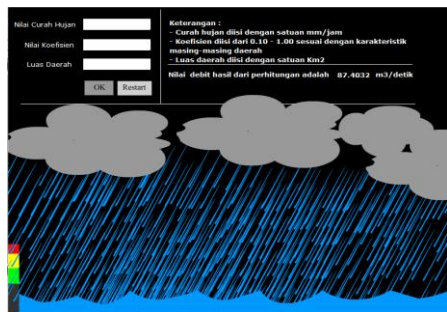 Nilai Curah Hujan
Nilai Koefisien
Luas Daerah
OK Restart
Keterangan :
- Curah hujan diisi dengan satuan mm/jam
- Koefisien diisi dari 0.10 - 1.00 sesuai dengan karakteristik
masing-masing daerah
- Luas daerah diisi dengan satuan Km2
Nilai debit hasil dari perhitungan adalah 87.4032 m3/detik